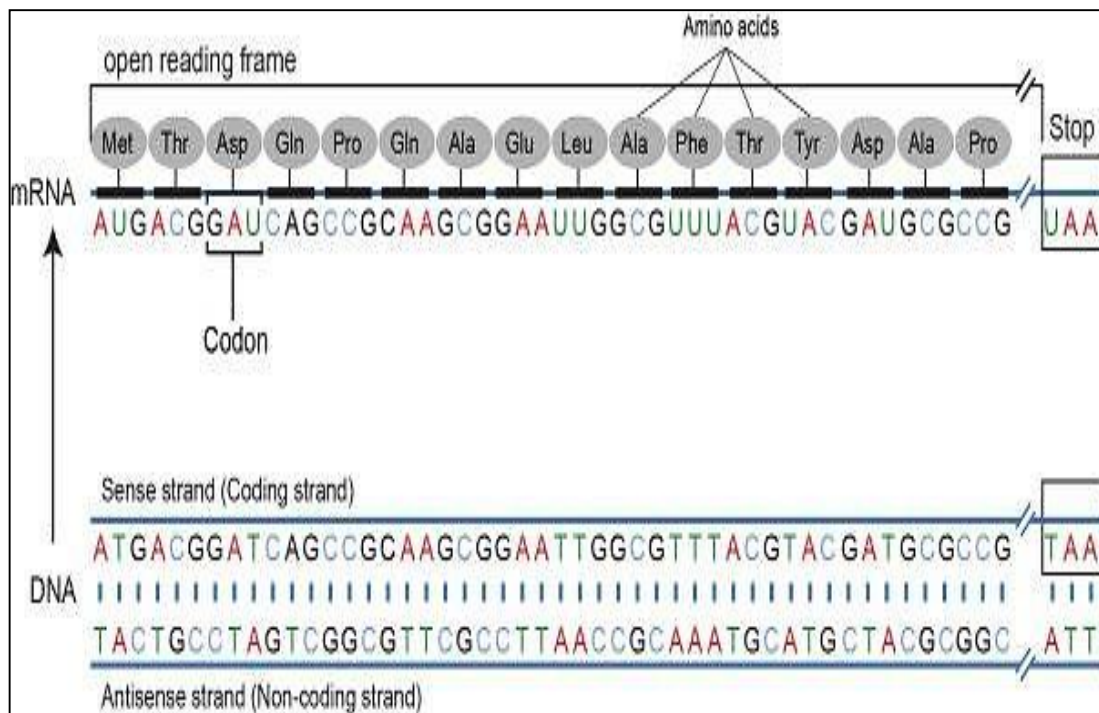 Amino acids
open reading frame
Stop
Met Thr Asp Gln Pro Gln Ala Glu Leu Ala Phe Thr Tyr Asp Ala Pro
mRNA
AUGACGGAUCAGCCGCAAGCGGAAUUGGCGUUUACGUACGAUGCGCCG UAA
Codon
Sense strand (Coding strand)
ATGACGGATCAGCCGCAAGCGGAATTGGCGTTTACGTACGATGCGCCG TAA
DNA
TACTGCCTAGTCGGCGTTCGCCTTAACCGCAAATGCATGCTACGCGGC ATT
Antisense strand (Non-coding strand)